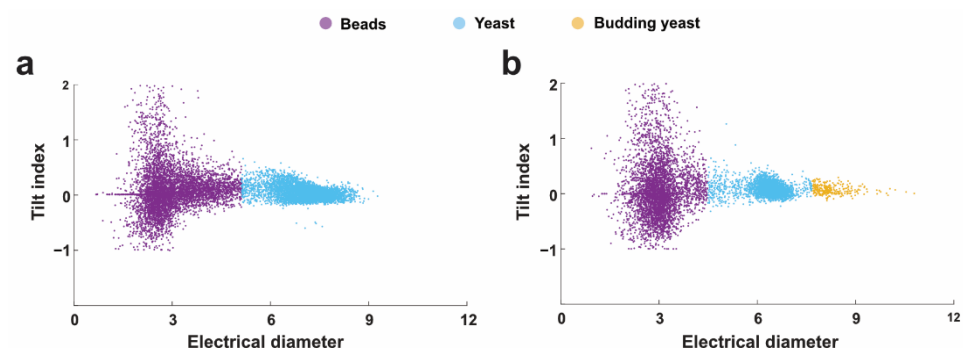 Beads Yeast Budding yeast
a
b
2
1
0
−1
Tilt index
0 3 6 9 12
Electrical diameter
2
1
0
−1
Tilt index
0 3 6 9 12
Electrical diameter